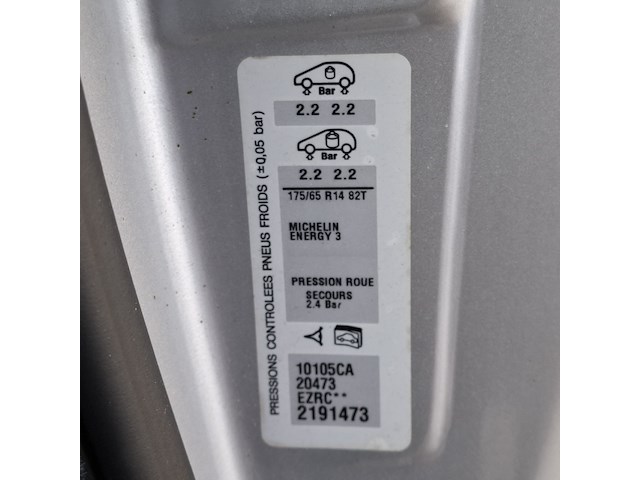 PRESSIONS CONTROLEES PNEUS FROIDS (±0,05 bar)
Bar
2.2 2.2
Bar
2.2 2.2
175/65 R14 82T
MICHELIN
ENERGY 3
PRESSION ROUE
SECOURS
2.4 Bar
10105CA
20473
EZRC**
2191473